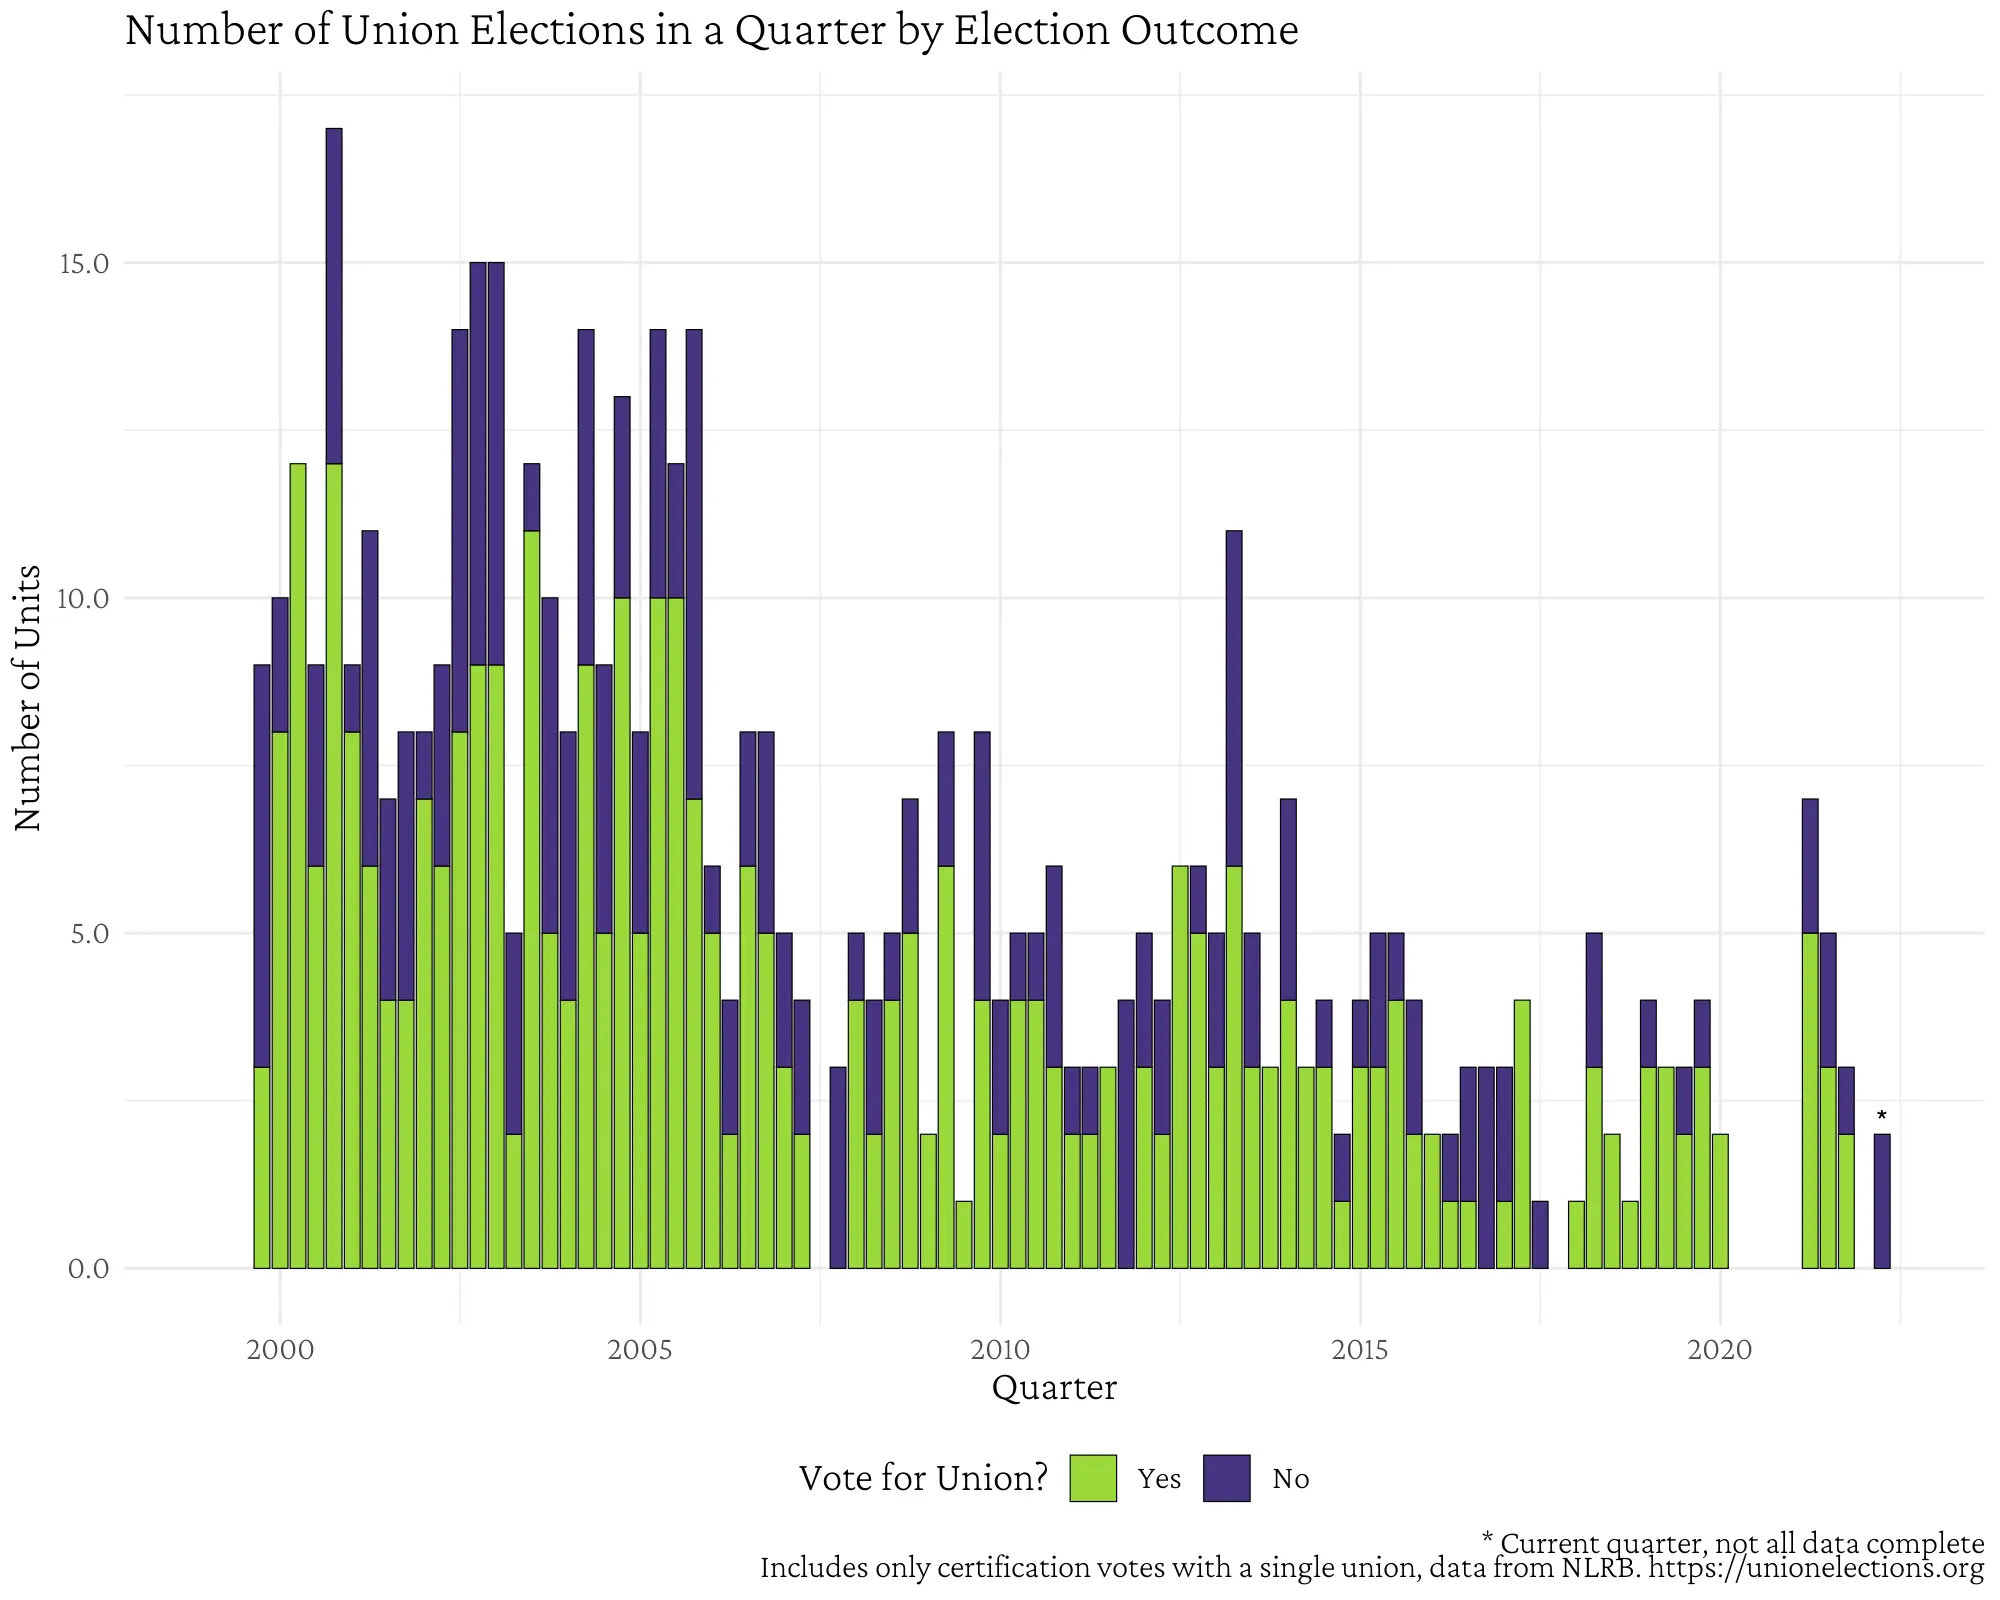 Number of Union Elections in a Quarter by Election Outcome
Number of Units
15.0
10.0
5.0
0.0
*
2000 2005 2010 2015 2020
Quarter
Vote for Union? Yes No
* Current quarter, not all data complete
Includes only certification votes with a single union, data from NLRB. https://unionelections.org